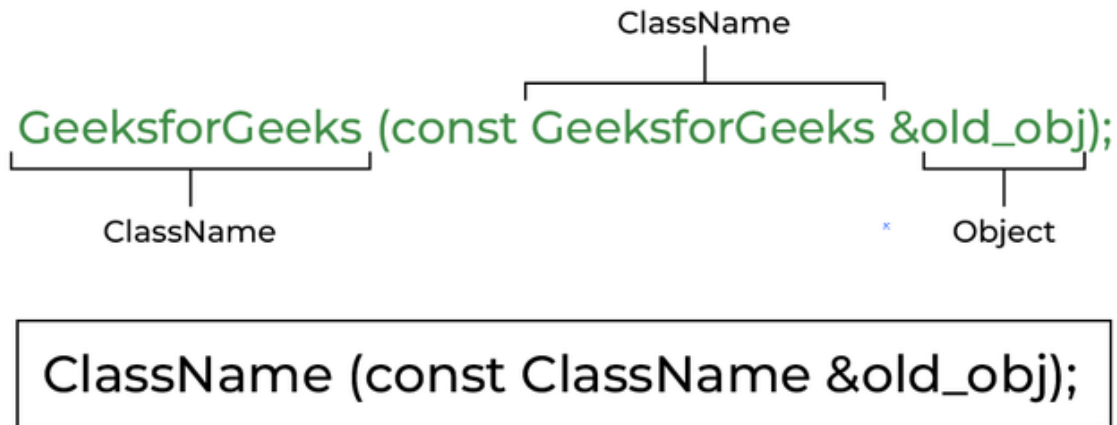 ClassName
GeeksforGeeks (const GeeksforGeeks &old_obj);
ClassName
Object
ClassName (const ClassName &old_obj);